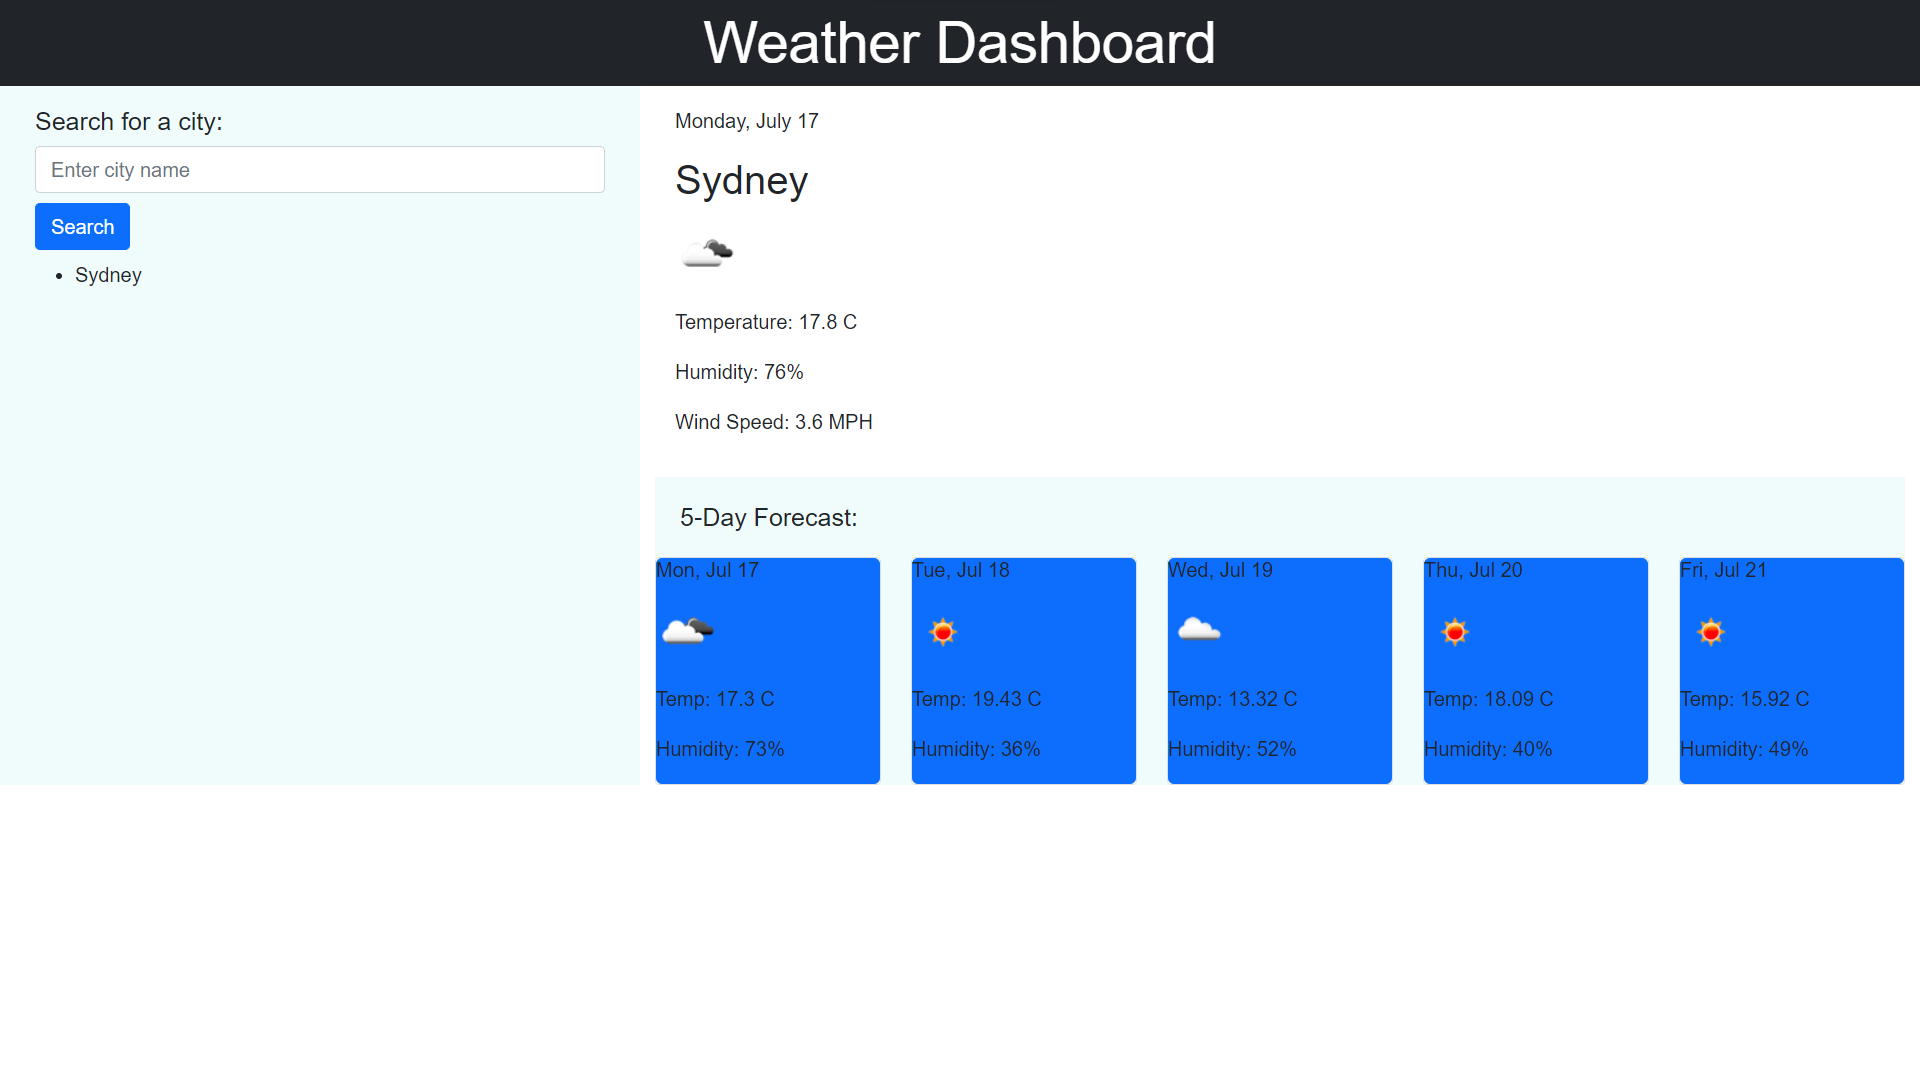 Weather Dashboard
Search for a city:
Enter city name
Search
Sydney
Monday, July 17
Sydney
Temperature: 17.8 C
Humidity: 76%
Wind Speed: 3.6 MPH
5-Day Forecast:
Mon, Jul 17
Temp: 17.3 C
Humidity: 73%
Tue, Jul 18
Temp: 19.43 C
Humidity: 36%
Wed, Jul 19
Temp: 13.32 C
Humidity: 52%
Thu, Jul 20
Temp: 18.09 C
Humidity: 40%
Fri, Jul 21
Temp: 15.92 C
Humidity: 49%